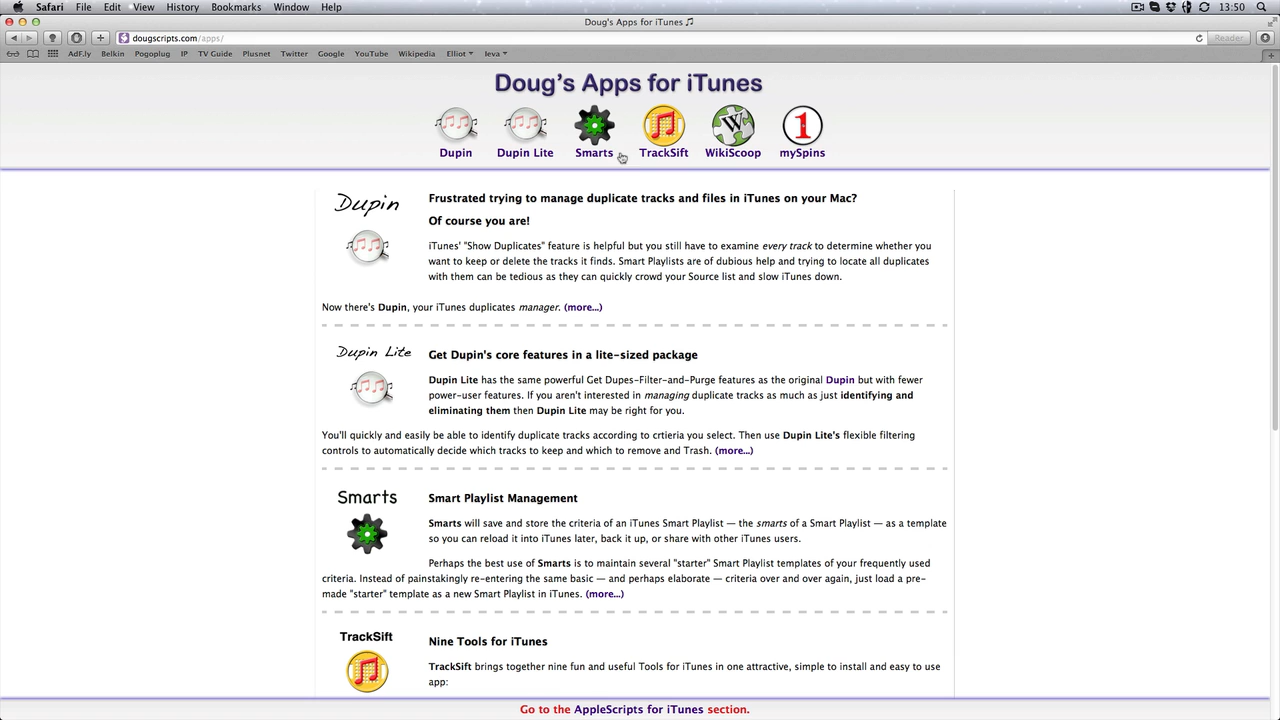 Safari File Edit View History Bookmarks Window Help 13:50
Doug's Apps for iTunes
dougscripts.com/apps/ Reader
AdF.ly Belkin Pogoplug IP TV Guide Plusnet Twitter Google YouTube Wikipedia Elliot Ieva
Doug's Apps for iTunes
W 1
Dupin Dupin Lite Smarts TrackSift WikiScoop mySpins
Dupin
Frustrated trying to manage duplicate tracks and files in iTunes on your Mac?
Of course you are!
iTunes' "Show Duplicates" feature is helpful but you still have to examine every track to determine whether you
want to keep or delete the tracks it finds. Smart Playlists are of dubious help and trying to locate all duplicates
with them can be tedious as they can quickly crowd your Source list and slow iTunes down.
Now there's Dupin, your iTunes duplicates manager. (more...)
Dupin Lite
Get Dupin's core features in a lite-sized package
Dupin Lite has the same powerful Get Dupes-Filter-and-Purge features as the original Dupin but with fewer
power-user features. If you aren't interested in managing duplicate tracks as much as just identifying and
eliminating them then Dupin Lite may be right for you.
You'll quickly and easily be able to identify duplicate tracks according to crtieria you select. Then use Dupin Lite's flexible filtering
controls to automatically decide which tracks to keep and which to remove and Trash. (more...)
Smarts
Smart Playlist Management
Smarts will save and store the criteria of an iTunes Smart Playlist — the smarts of a Smart Playlist — as a template
so you can reload it into iTunes later, back it up, or share with other iTunes users.
Perhaps the best use of Smarts is to maintain several "starter" Smart Playlist templates of your frequently used
criteria. Instead of painstakingly re-entering the same basic — and perhaps elaborate — criteria over and over again, just load a pre-
made "starter" template as a new Smart Playlist in iTunes. (more...)
TrackSift
Nine Tools for iTunes
TrackSift brings together nine fun and useful Tools for iTunes in one attractive, simple to install and easy to use
app:
Go to the AppleScripts for iTunes section.